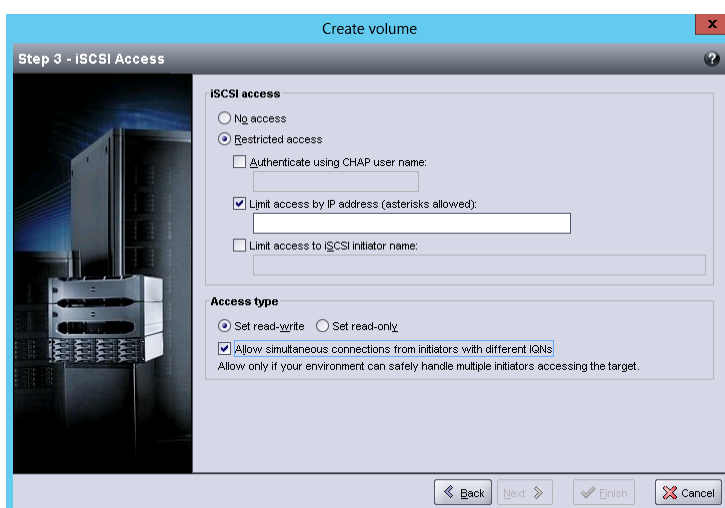 Create volume
x
Step 3 - iSCSI Access
?
iSCSI access
No access
Restricted access
Authenticate using CHAP user name:
Limit access by IP address (asterisks allowed):
Limit access to iSCSI initiator name:
Access type
Set read-write Set read-only
Allow simultaneous connections from initiators with different IQNs
Allow only if your environment can safely handle multiple initiators accessing the target.
Back Next Finish Cancel